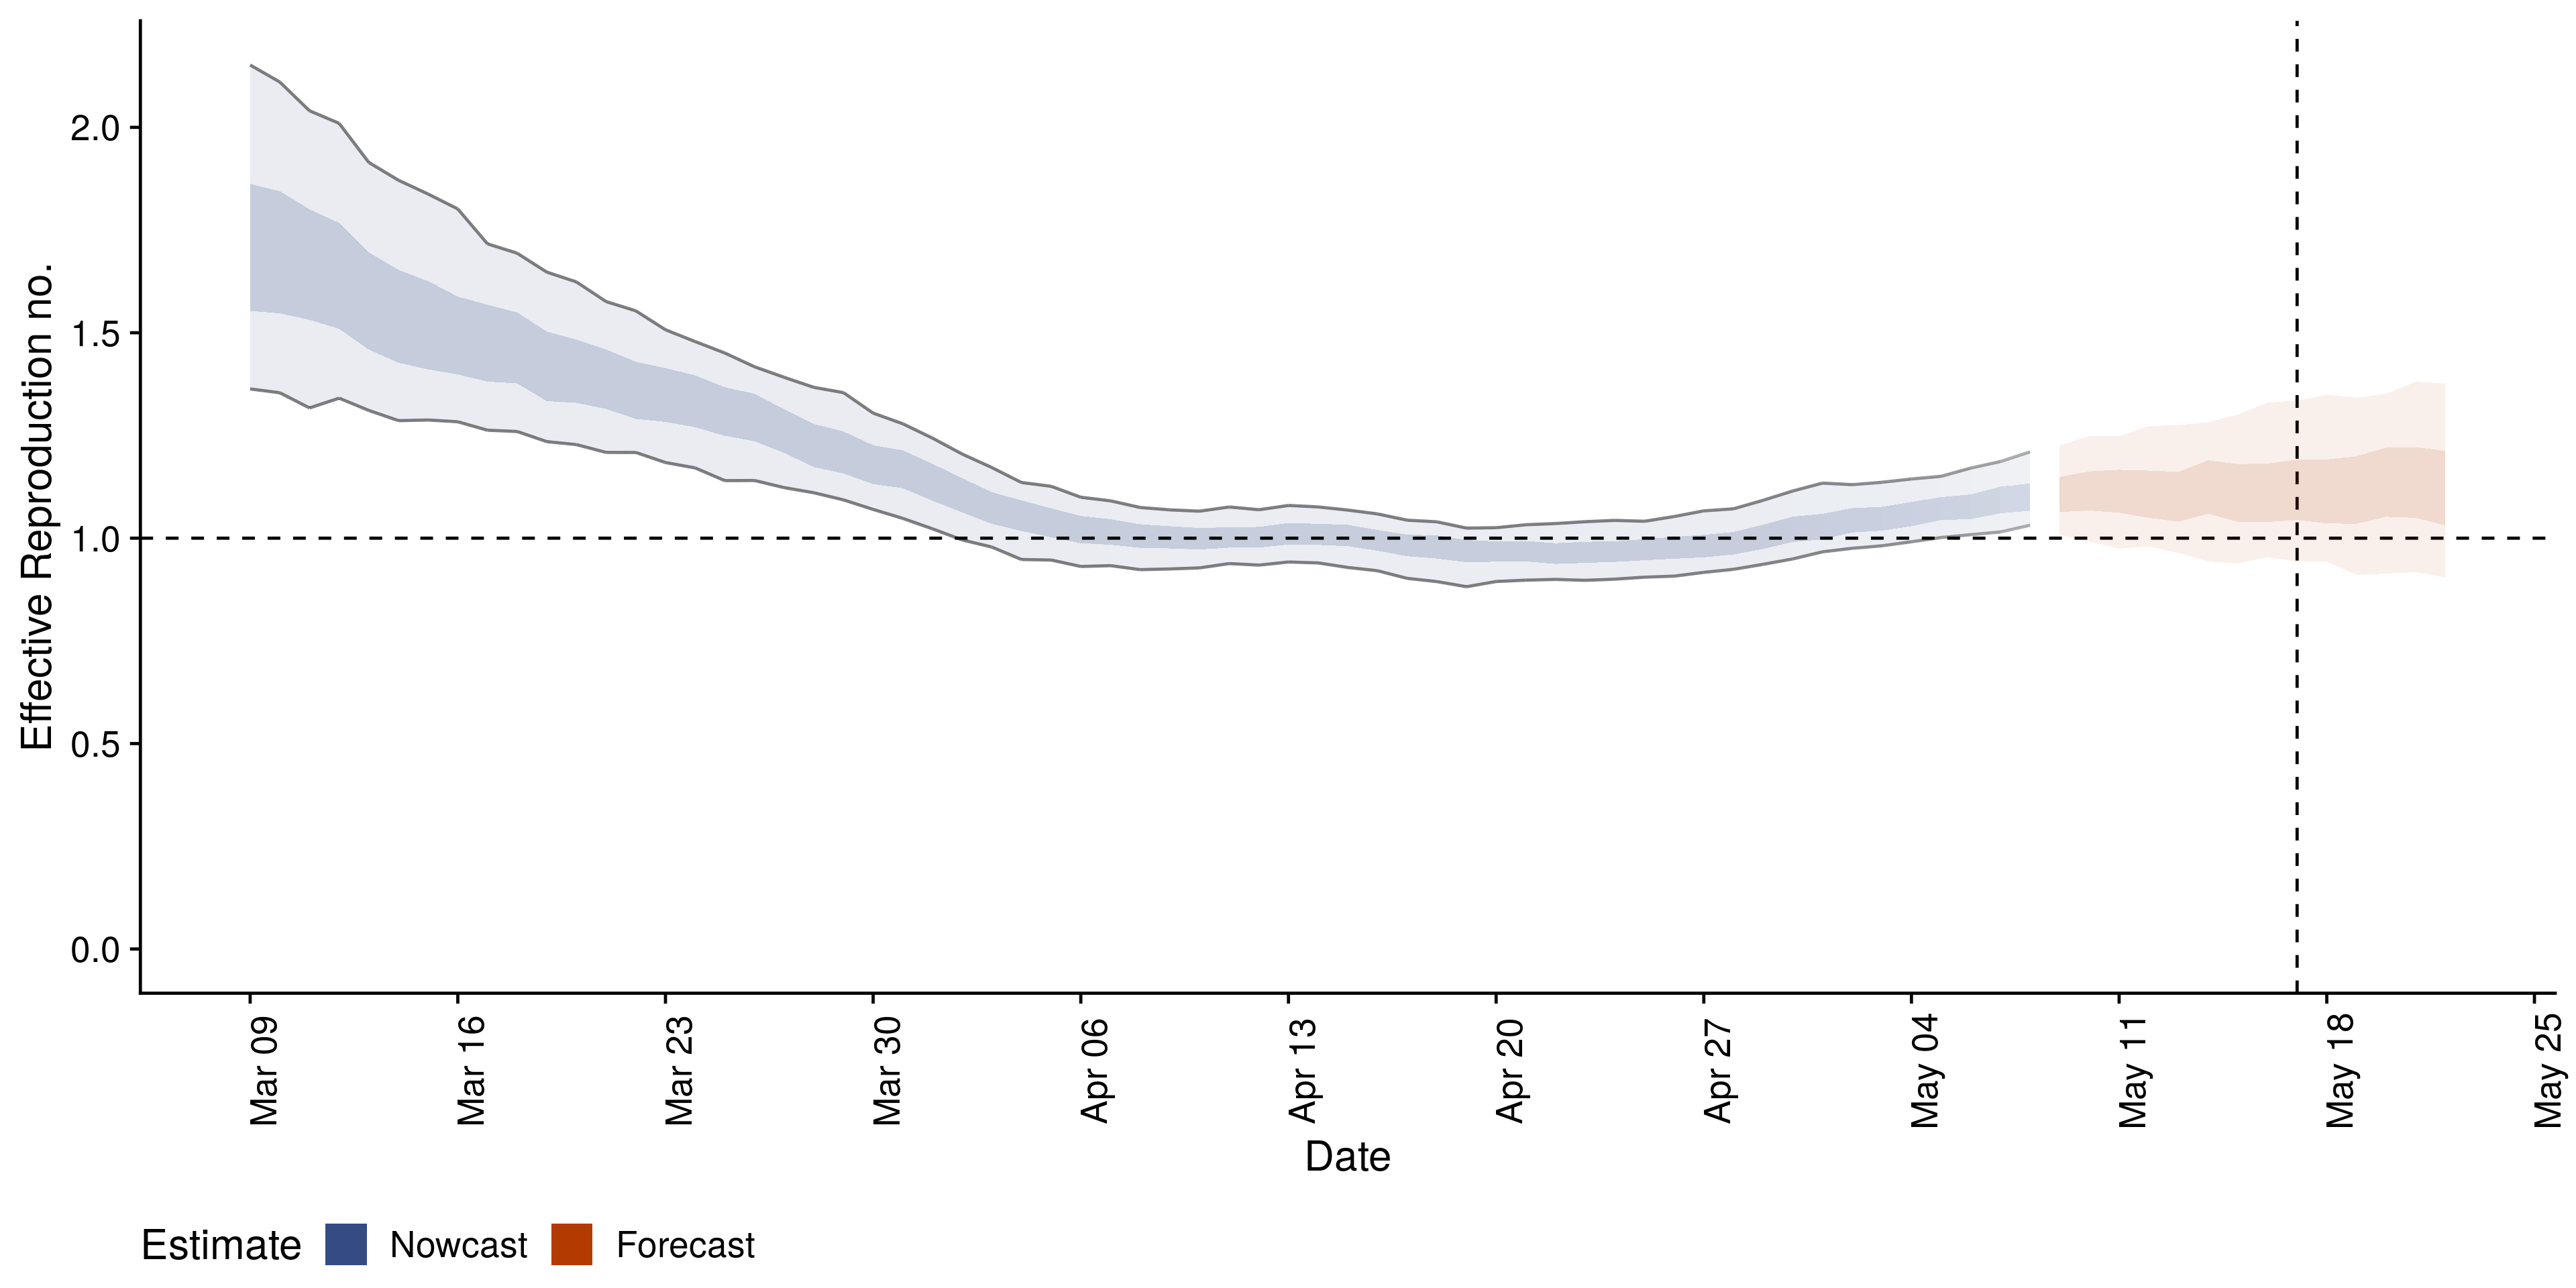 Effective Reproduction no.
2.0
1.5
1.0
0.5
0.0
Mar 09
Mar 16
Mar 23
Mar 30
Apr 06
Apr 13
Apr 20
Apr 27
May 04
May 11
May 18
May 25
Date
Estimate Nowcast Forecast